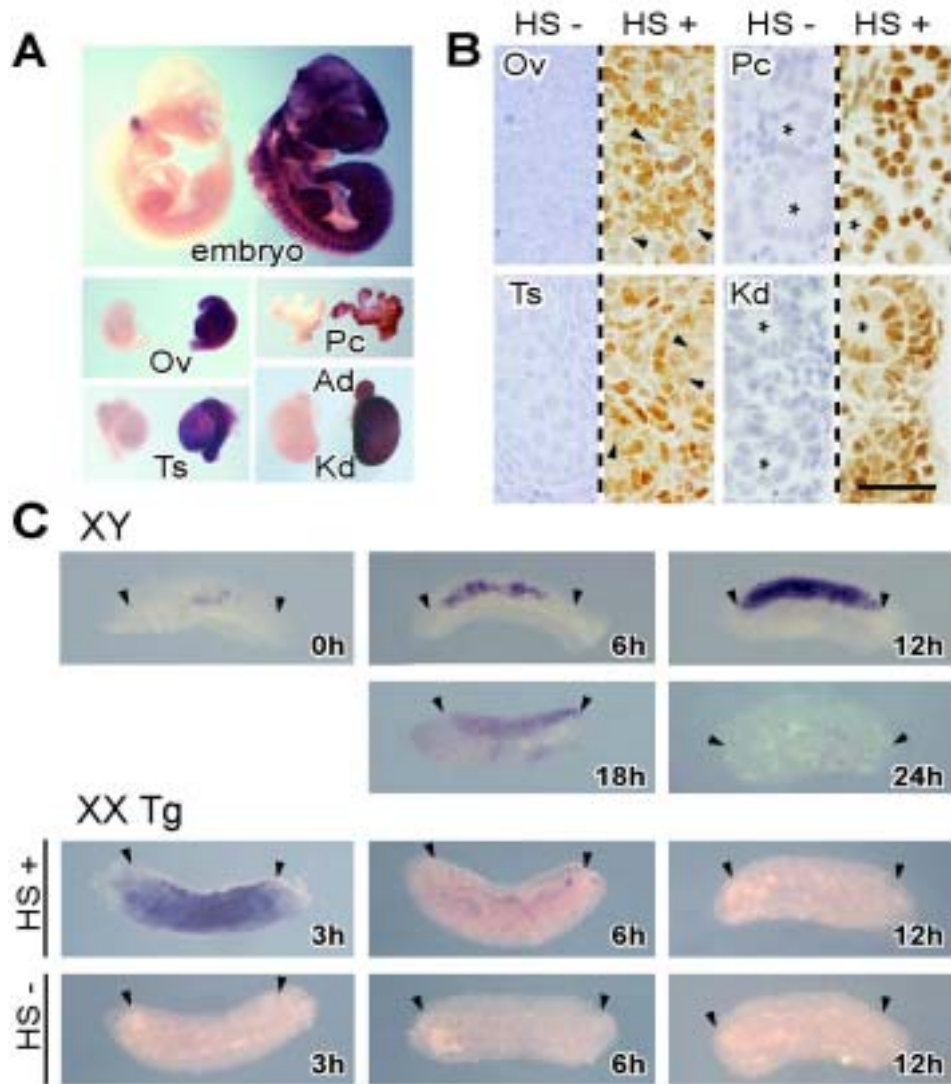 A
embryo
Ov
Pc
Ts
Ad
Kd
B
HS - HS + HS - HS +
Ov
Pc
*
*
*
Ts
Kd
*
*
*
C XY
0h
6h
12h
18h
24h
XX Tg
HS +
3h
6h
12h
HS -
3h
6h
12h